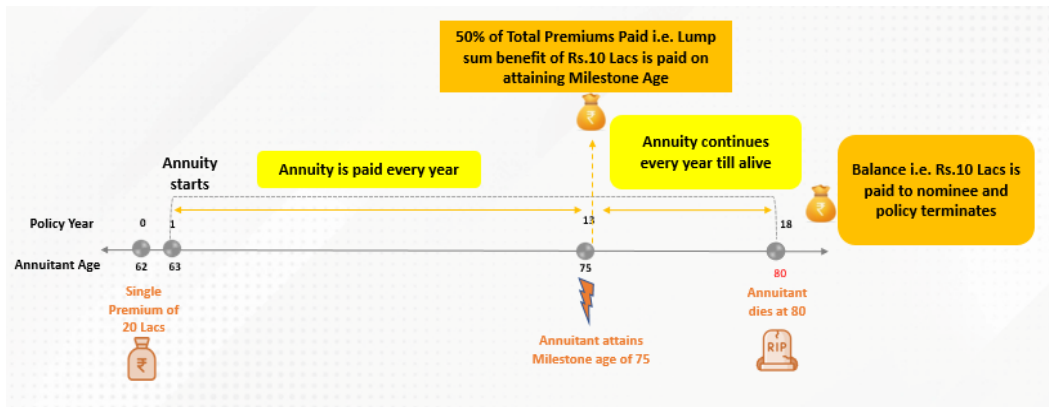 50% of Total Premiums Paid i.e. Lump
sum benefit of Rs.10 Lacs is paid on
attaining Milestone Age
₹
Annuity
starts
Annuity is paid every year
Annuity continues
every year till alive
Balance i.e. Rs.10 Lacs is
paid to nominee and
policy terminates
₹
Policy Year
0
1
13
18
Annuitant Age
62
63
75
80
Single
Premium of
20 Lacs
₹
Annuitant attains
Milestone age of 75
Annuitant
dies at 80
RIP